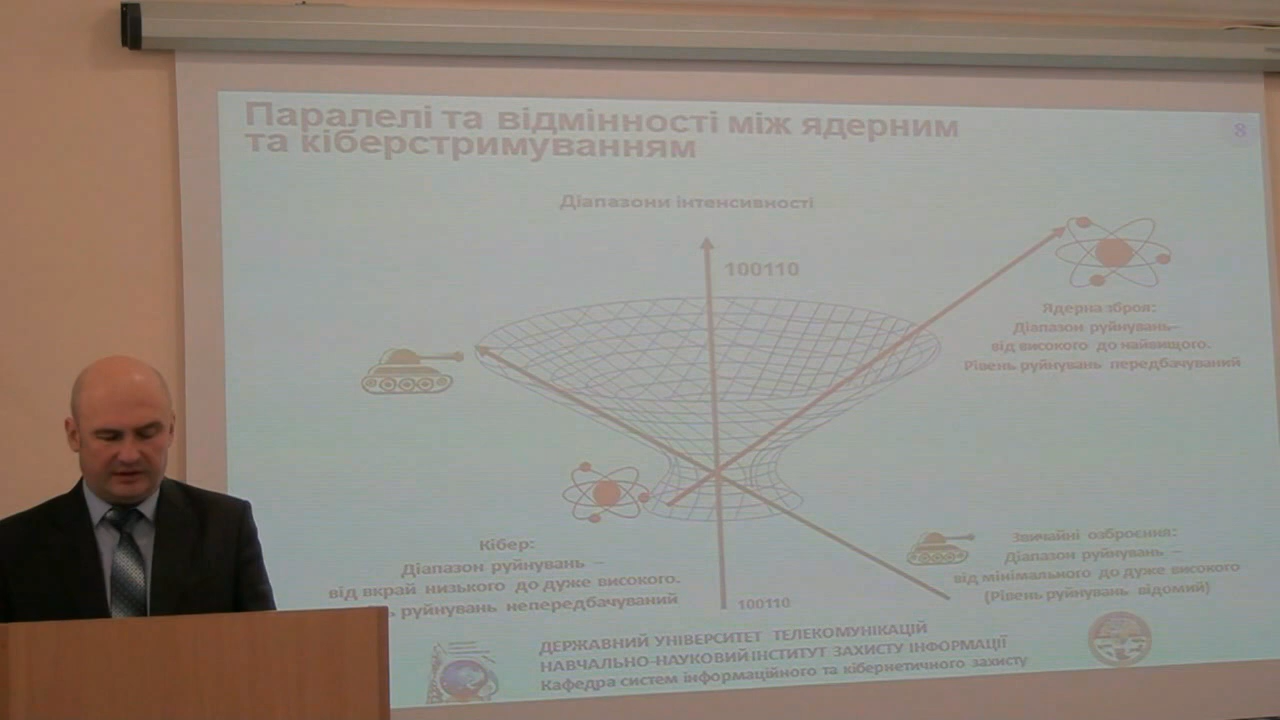 Паралелі та відмінності між ядерним
та кіберстримуванням
8
Діапазони інтенсивності
100110
Ядерна зброя:
Діапазон руйнувань–
від високого до найвищого.
Рівень руйнувань передбачуваний
Кібер:
Діапазон руйнувань –
від вкрай низького до дуже високого.
руйнувань непередбачуваний
100110
Звичайні озброєння:
Діапазон руйнувань –
від мінімального до дуже високого
(Рівень руйнувань відомий)
ДЕРЖАВНИЙ УНІВЕРСИТЕТ ТЕЛЕКОМУНІКАЦІЙ
НАВЧАЛЬНО-НАУКОВИЙ ІНСТИТУТ ЗАХИСТУ ІНФОРМАЦІЇ
Кафедра систем інформаційного та кібернетичного захисту